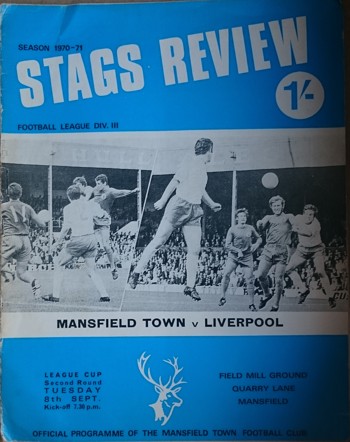 SEASON 1970-71
STAGS REVIEW
1/-
FOOTBALL LEAGUE DIV. III
MANSFIELD TOWN v LIVERPOOL
LEAGUE CUP
Second Round
TUESDAY
8th SEPT.
Kick-off 7.30 p.m.
FIELD MILL GROUND
QUARRY LANE
MANSFIELD
OFFICIAL PROGRAMME OF THE MANSFIELD TOWN FOOTBALL CLUB